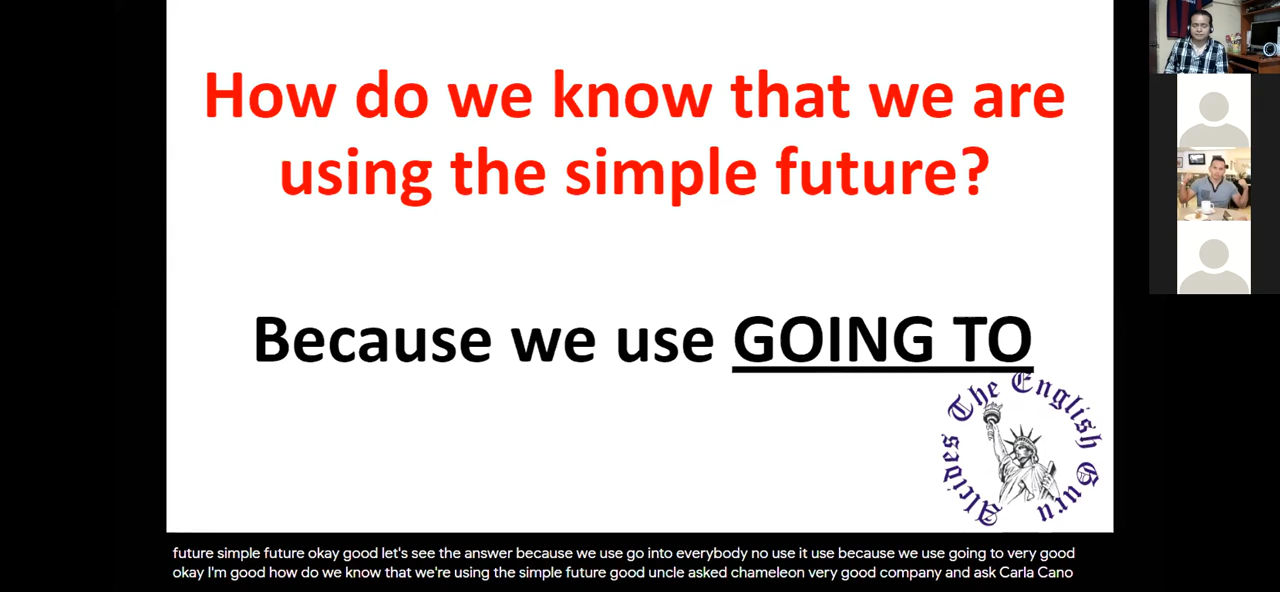 How do we know that we are
using the simple future?
Because we use GOING TO
Alcides The English Guru
future simple future okay good let's see the answer because we use go into everybody no use it use because we use going to very good
okay I'm good how do we know that we're using the simple future good uncle asked chameleon very good company and ask Carla Cano